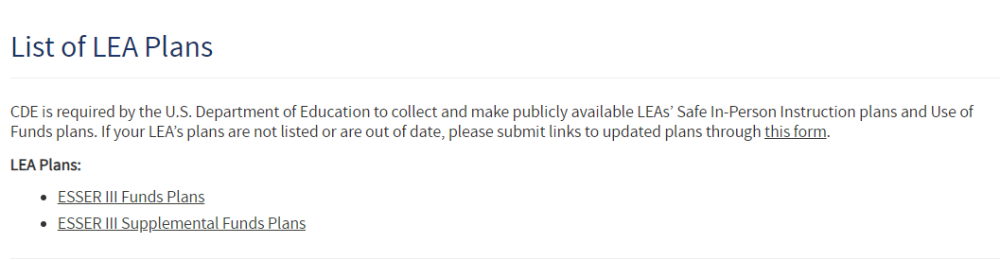 List of LEA Plans
CDE is required by the U.S. Department of Education to collect and make publicly available LEAs’ Safe In-Person Instruction plans and Use of
Funds plans. If your LEA’s plans are not listed or are out of date, please submit links to updated plans through this form.
LEA Plans:
• ESSER III Funds Plans
• ESSER III Supplemental Funds Plans